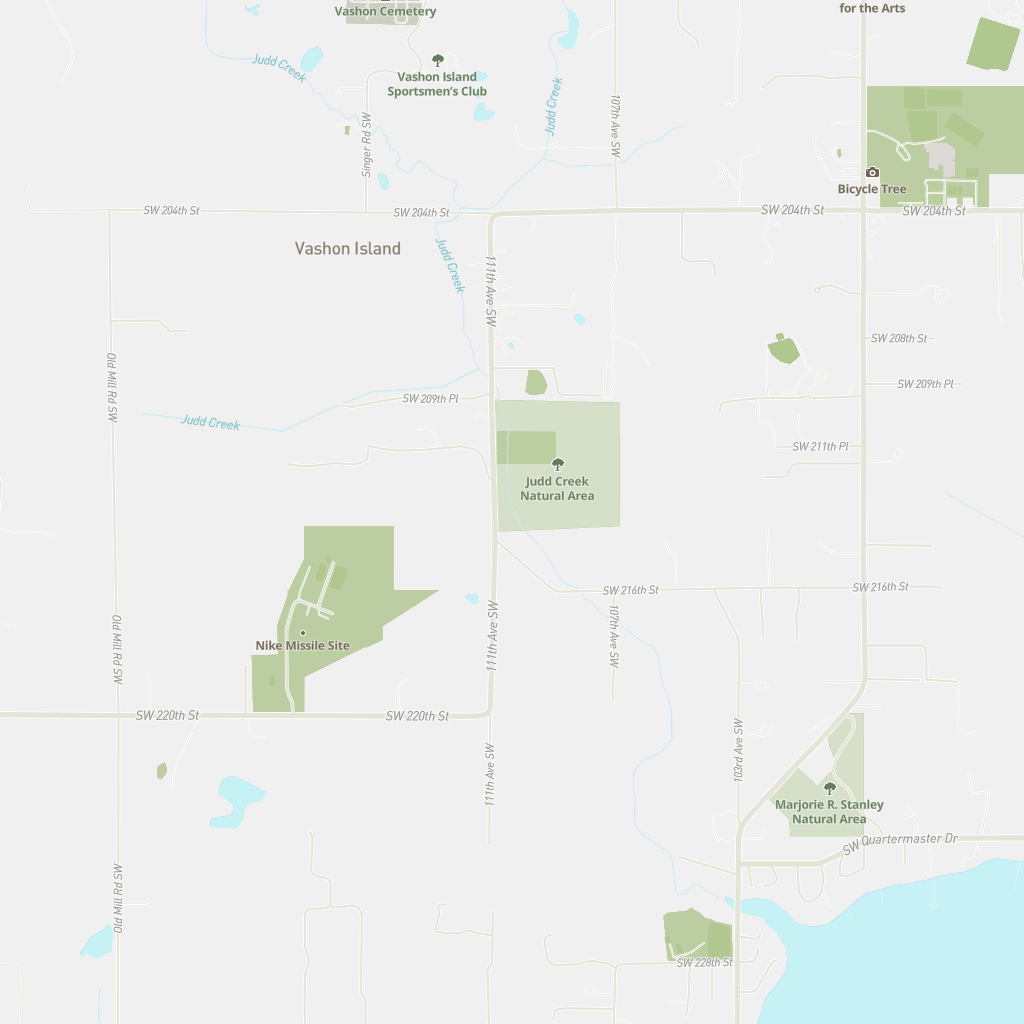 Vashon Cemetery
for the Arts
Judd Creek
Vashon Island
Sportsmen's Club
Judd Creek
107th Ave SW
Singer Rd SW
Bicycle Tree
SW 204th St
SW 204th St
SW 204th St
SW 204th St
Vashon Island
Judd Creek
111th Ave SW
SW 208th St
Old Mill Rd SW
SW 209th Pl
SW 209th Pl
Judd Creek
SW 211th Pl
Judd Creek
Natural Area
SW 216th St
SW 216th St
Old Mill Rd SW
111th Ave SW
107th Ave SW
Nike Missile Site
SW 220th St
SW 220th St
103rd Ave SW
111th Ave SW
Marjorie R. Stanley
Natural Area
SW Quartermaster Dr
Old Mill Rd SW
SW 228th St